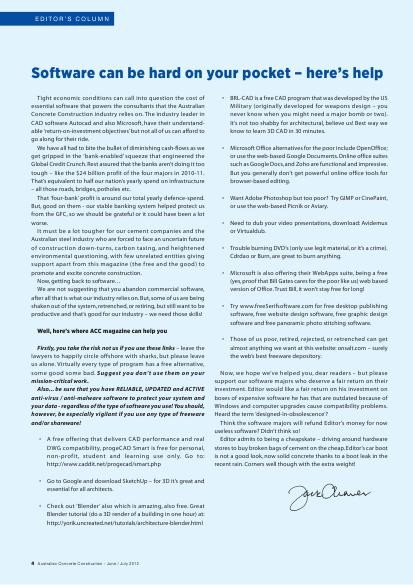 EDITOR'S COLUMN
Software can be hard on your pocket – here's help
Tight economic conditions can call into question the cost of
essential software that powers the consultants that the Australian
Concrete Construction industry relies on. The industry leader in
CAD software Autocad and also Microsoft, have their understand-
able 'return-on-investment objectives' but not all of us can afford to
go along for their ride.
We have all had to bite the bullet of diminishing cash-flows as we
get gripped in the 'bank-enabled' squeeze that engineered the
Global Credit Crunch. Rest assured that the banks aren't doing it too
tough – like the $24 billion profit of the four majors in 2010-11.
That's equivalent to half our nation's yearly spend on infrastructure
– all those roads, bridges, potholes etc.
That 'four-bank' profit is around our total yearly defence-spend.
But, good on them – our stable banking system helped protect us
from the GFC, so we should be grateful or it could have been a lot
worse.
It must be a lot tougher for our cement companies and the
Australian steel industry who are forced to face an uncertain future
of construction down-turns, carbon taxing, and heightened
environmental questioning, with few unrelated entities giving
support apart from this magazine (the free and the good) to
promote and excite concrete construction.
Now, getting back to software...
We are not suggesting that you abandon commercial software,
after all that is what our industry relies on. But, some of us are being
shaken out of the system, retrenched, or retiring, but still want to be
productive and that's good for our industry – we need those skills!
Well, here's where ACC magazine can help you
Firstly, you take the risk not us if you use these links – leave the
lawyers to happily circle offshore with sharks, but please leave
us alone. Virtually every type of program has a free alternative,
some good some bad. Suggest you don't use them on your
mission-critical work.
Also... be sure that you have RELIABLE, UPDATED and ACTIVE
anti-virus / anti-malware software to protect your system and
your data - regardless of the type of software you use! You should,
however, be especially vigilant if you use any type of freeware
and/or shareware!
• A free offering that delivers CAD performance and real
DWG compatibility, progeCAD Smart is free for personal,
non-profit, student and learning use only. Go to:
http://www.caddit.net/progecad/smart.php
• Go to Google and download SketchUp – for 3D it's great and
essential for all architects.
• Check out 'Blender' also which is amazing, also free. Great
Blender tutorial (do a 3D render of a building in one hour) at:
http://yorik.uncreated.net/tutorials/architecture-blender.html
• BRL-CAD is a free CAD program that was developed by the US
Military (originally developed for weapons design – you
never know when you might need a major bomb or two).
It's not too shabby for architectural, believe us! Best way we
know to learn 3D CAD in 30 minutes.
• Microsoft Office alternatives for the poor include OpenOffice;
or use the web-based Google Documents. Online office suites
such as Google Docs, and Zoho are functional and impressive.
But you generally don't get powerful online office tools for
browser-based editing.
• Want Adobe Photoshop but too poor? Try GIMP or CinePaint,
or use the web-based Picnik or Aviary.
• Need to dub your video presentations, download: Avidemux
or Virtualdub.
• Trouble burning DVD's (only use legit material, or it's a crime).
Cdrdao or Burn, are great to burn anything.
• Microsoft is also offering their WebApps suite, being a free
(yes, proof that Bill Gates cares for the poor like us) web based
version of Office. Trust Bill, it won't stay free for long!
• Try www.freeSerifsoftware.com for free desktop publishing
software, free website design software, free graphic design
software and free panoramic photo stitching software.
• Those of us poor, retired, rejected, or retrenched can get
almost anything we want at this website: onsait.com – surely
the web's best freeware depository.
Now, we hope we've helped you, dear readers – but please
support our software majors who deserve a fair return on their
investment. Editor would like a fair return on his investment on
boxes of expensive software he has that are outdated because of
Windows and computer upgrades cause compatibility problems.
Heard the term 'designed-in-obsolescence'?
Think the software majors will refund Editor's money for now
useless software? Didn't think so!
Editor admits to being a cheapskate – driving around hardware
stores to buy broken bags of cement on the cheap. Editor's car boot
is not a good look, now solid concrete thanks to a boot leak in the
recent rain. Corners well though with the extra weight!
4 Australian Concrete Construction – June / July 2012